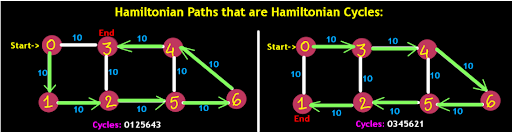 Hamiltonian Paths that are Hamiltonian Cycles:
End
Start-> 0 10 3 10 4
10 10 10 10
1 10 2 10 5 10 6
Cycles: 0125643
Start-> 0 10 3 10 4
10 10 10 10
1 10 2 10 5 10 6
End
Cycles: 0345621